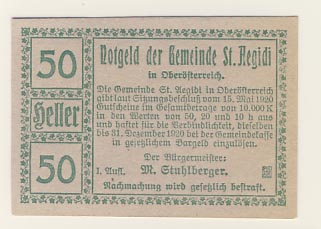 50
Heller
50
Notgeld der Gemeinde St. Aegidi
in Oberösterreich.
Die Gemeinde St. Aegidi in Oberösterreich
gibt laut Sitzungsbeschluß vom 15. Mai 1920
Gutscheine im Gesamtbetrage von 10.000 K
in den Werten von 50, 20 und 10 h aus
und haftet für die Verbindlichkeit, dieselben
bis 31. Dezember 1920 bei der Gemeindekasse
in gesetzlichem Bargeld einzulösen.
Der Bürgermeister:
1. Aufl. M. Stuhlberger.
Nachmachung wird gesetzlich bestraft.